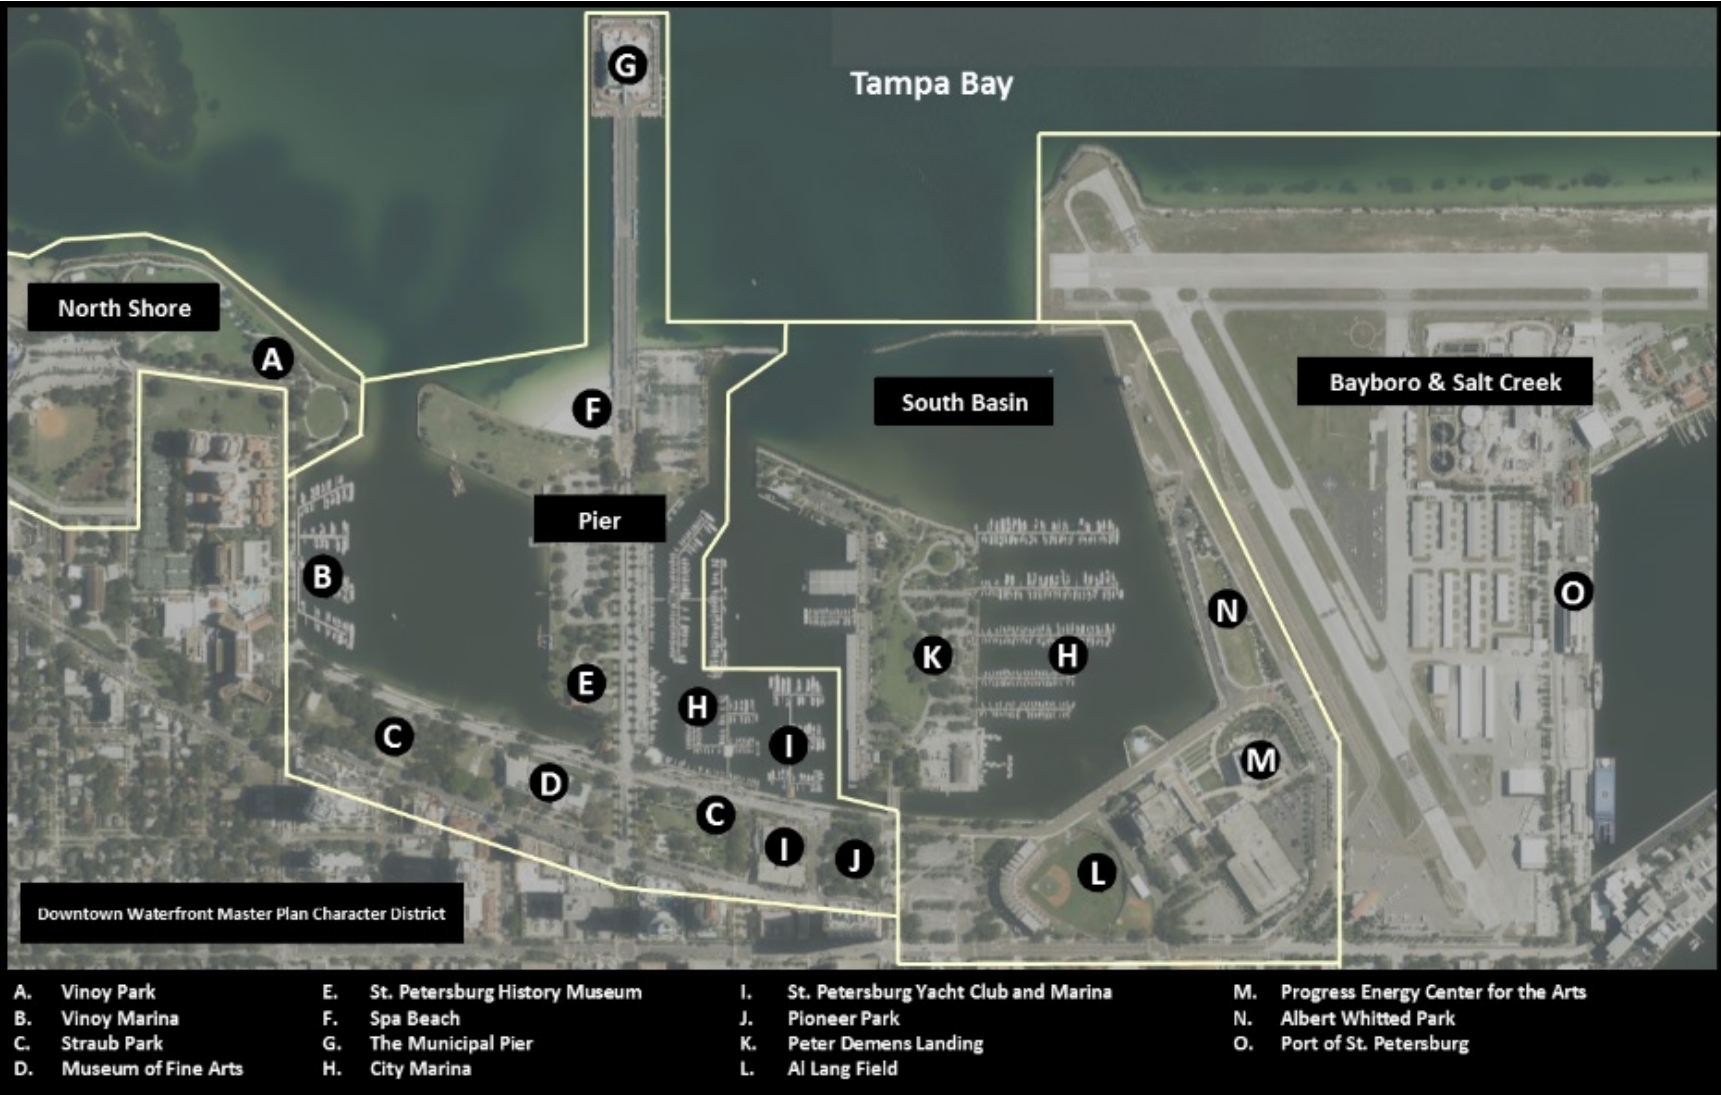 G
Tampa Bay
North Shore
A
Bayboro & Salt Creek
F
South Basin
Pier
B
O
N
K
H
E
H
C
I
M
D
C
I
J
L
Downtown Waterfront Master Plan Character District
A. Vinoy Park
B. Vinoy Marina
C. Straub Park
D. Museum of Fine Arts
E. St. Petersburg History Museum
F. Spa Beach
G. The Municipal Pier
H. City Marina
I. St. Petersburg Yacht Club and Marina
J. Pioneer Park
K. Peter Demens Landing
L. Al Lang Field
M. Progress Energy Center for the Arts
N. Albert Whitted Park
O. Port of St. Petersburg